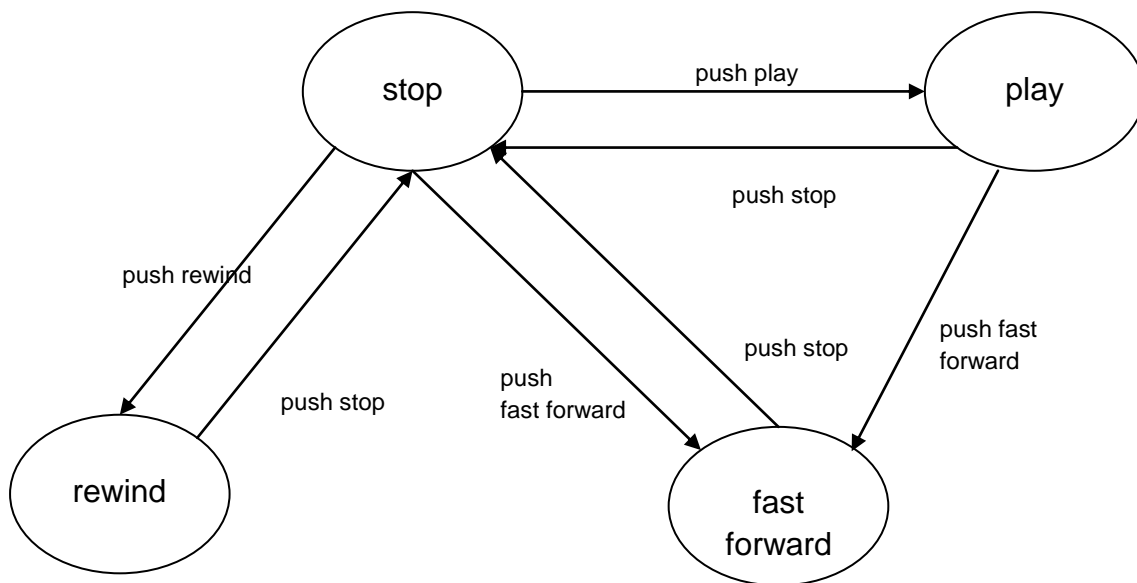 stop
push play
play
push stop
push rewind
push stop
push fast
forward
push
fast forward
push stop
rewind
fast
forward